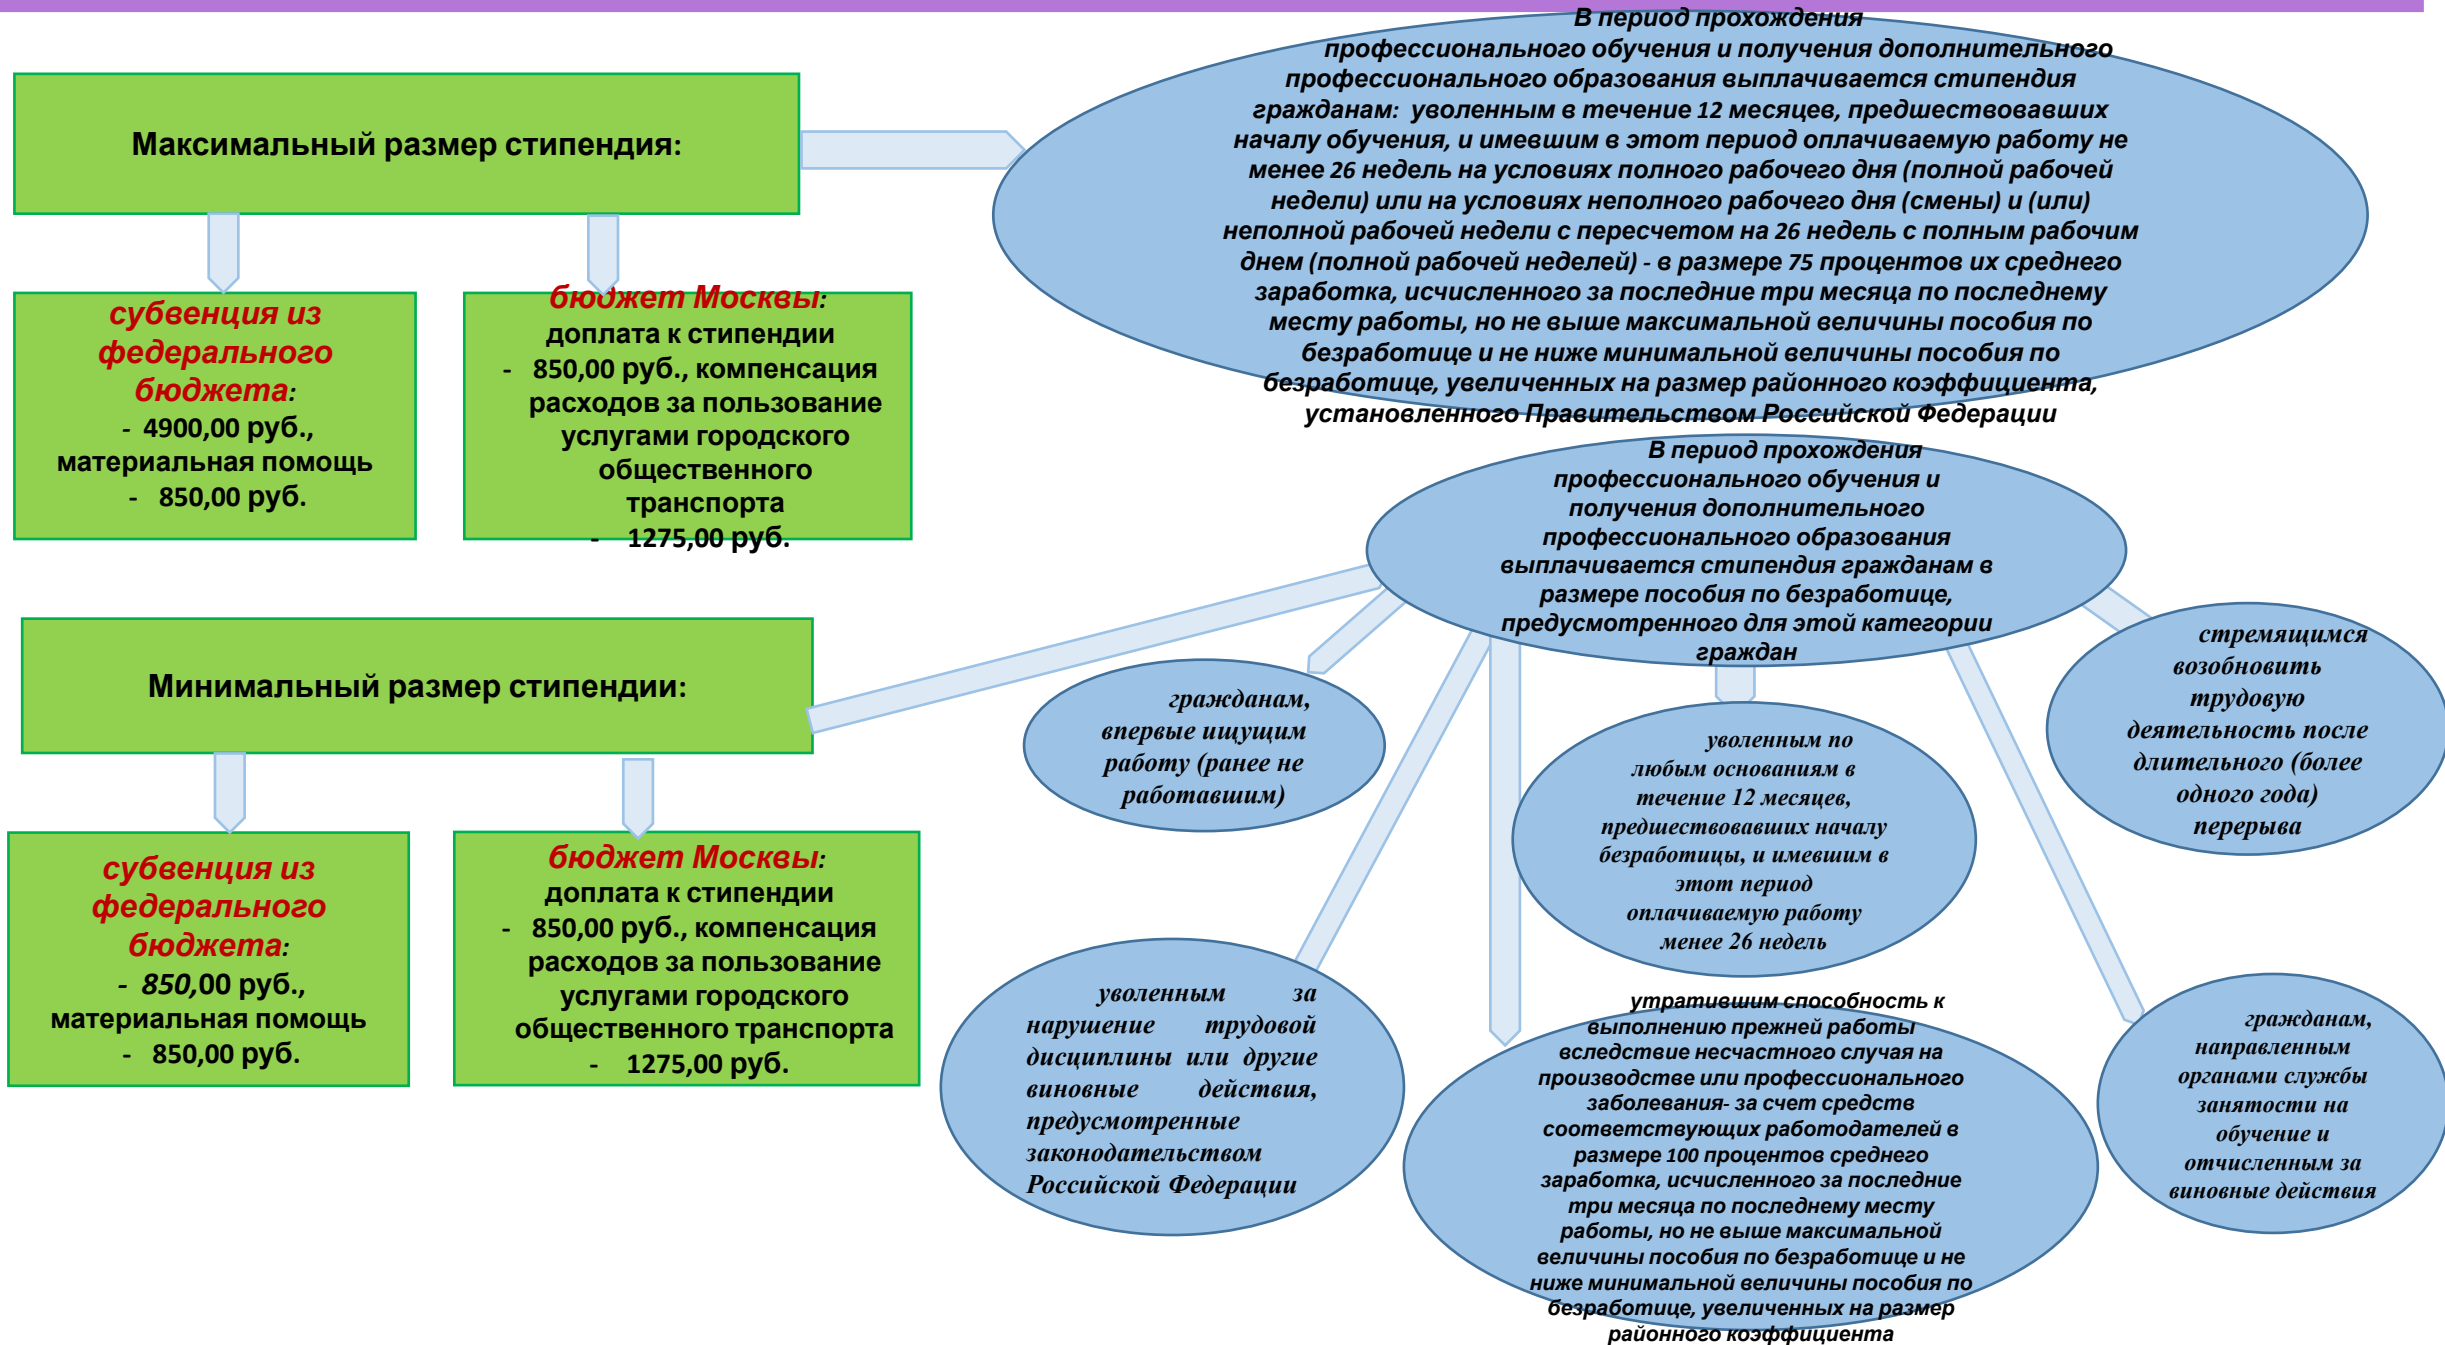 Максимальный размер стипендия:
субвенция из
федерального
бюджета:
- 4900,00 руб.,
материальная помощь
- 850,00 руб.
бюджет Москвы:
доплата к стипендии
- 850,00 руб., компенсация
расходов за пользование
услугами городского
общественного
транспорта
- 1275,00 руб.
В период прохождения
профессионального обучения и получения дополнительного
профессионального образования выплачивается стипендия
гражданам: уволенным в течение 12 месяцев, предшествовавших
началу обучения, и имевшим в этот период оплачиваемую работу не
менее 26 недель на условиях полного рабочего дня (полной рабочей
недели) или на условиях неполного рабочего дня (смены) и (или)
неполной рабочей недели с пересчетом на 26 недель с полным рабочим
днем (полной рабочей неделей) - в размере 75 процентов их среднего
заработка, исчисленного за последние три месяца по последнему
месту работы, но не выше максимальной величины пособия по
безработице и не ниже минимальной величины пособия по
безработице, увеличенных на размер районного коэффициента,
установленного Правительством Российской Федерации
Минимальный размер стипендии:
субвенция из
федерального
бюджета:
- 850,00 руб.,
материальная помощь
- 850,00 руб.
бюджет Москвы:
доплата к стипендии
- 850,00 руб., компенсация
расходов за пользование
услугами городского
общественного транспорта
- 1275,00 руб.
В период прохождения
профессионального обучения и
получения дополнительного
профессионального образования
выплачивается стипендия гражданам в
размере пособия по безработице,
предусмотренного для этой категории
граждан
гражданам,
впервые ищущим
работу (ранее не
работавшим)
уволенным по
любым основаниям в
течение 12 месяцев,
предшествовавших началу
безработицы, и имевшим в
этот период
оплачиваемую работу
менее 26 недель
стремящимся
возобновить
трудовую
деятельность после
длительного (более
одного года)
перерыва
уволенным за
нарушение трудовой
дисциплины или другие
виновные действия,
предусмотренные
законодательством
Российской Федерации
утратившим способность к
выполнению прежней работы
вследствие несчастного случая на
производстве или профессионального
заболевания- за счет средств
соответствующих работодателей в
размере 100 процентов среднего
заработка, исчисленного за последние
три месяца по последнему месту
работы, но не выше максимальной
величины пособия по безработице и не
ниже минимальной величины пособия по
безработице, увеличенных на размер
районного коэффициента
гражданам,
направленным
органами службы
занятости на
обучение и
отчисленным за
виновные действия